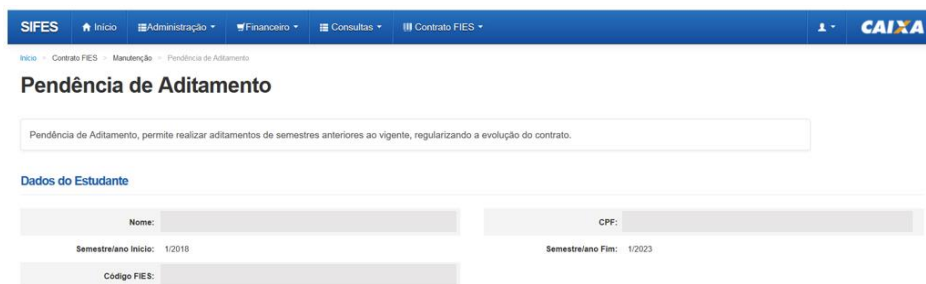 SIFES Início Administração Financeiro Consultas Contrato FIES CAIXA
Início > Contrato FIES > Manutenção > Pendência de Aditamento
Pendência de Aditamento
Pendência de Aditamento, permite realizar aditamentos de semestres anteriores ao vigente, regularizando a evolução do contrato.
Dados do Estudante
Nome: CPF:
Semestre/ano Início: 1/2018 Semestre/ano Fim: 1/2023
Código FIES: